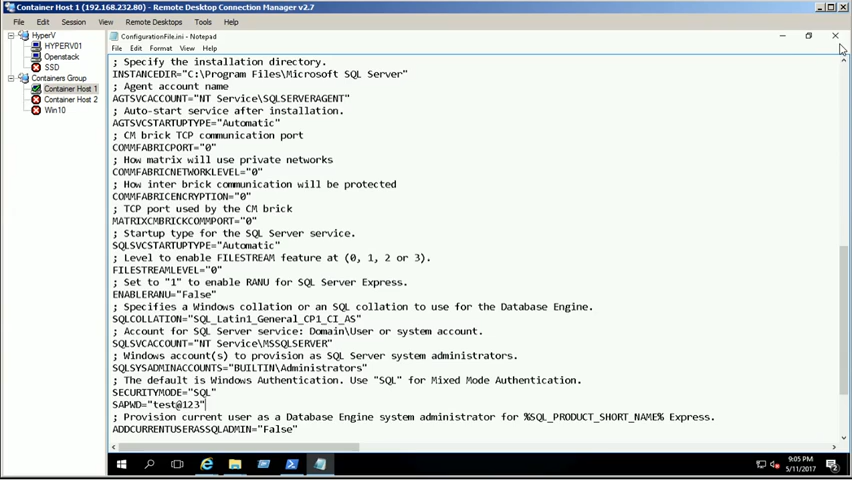 Container Host 1 (192.168.232.80) - Remote Desktop Connection Manager v2.7
File Edit Session View Remote Desktops Tools Help
HyperV
HYPERV01
Openstack
SSD
Containers Group
Container Host 1
Container Host 2
Win10
ConfigurationFile.ini - Notepad
File Edit Format View Help
; Specify the installation directory.
INSTANCEDIR="C:\Program Files\Microsoft SQL Server"
; Agent account name
AGTSVCACCOUNT="NT Service\SQLSERVERAGENT"
; Auto-start service after installation.
AGTSVCSTARTUPTYPE="Automatic"
; CM brick TCP communication port
COMMFABRICPORT="0"
; How matrix will use private networks
COMMFABRICNETWORKLEVEL="0"
; How inter brick communication will be protected
COMMFABRICENCRYPTION="0"
; TCP port used by the CM brick
MATRIXCMBRICKCOMMPORT="0"
; Startup type for the SQL Server service.
SQLSVCSTARTUPTYPE="Automatic"
; Level to enable FILESTREAM feature at (0, 1, 2 or 3).
FILESTREAMLEVEL="0"
; Set to "1" to enable RANU for SQL Server Express.
ENABLERANU="False"
; Specifies a Windows collation or an SQL collation to use for the Database Engine.
SQLCOLLATION="SQL_Latin1_General_CP1_CI_AS"
; Account for SQL Server service: Domain\User or system account.
SQLSVCACCOUNT="NT Service\MSSQLSERVER"
; Windows account(s) to provision as SQL Server system administrators.
SQLSYSADMINACCOUNTS="BUILTIN\Administrators"
; The default is Windows Authentication. Use "SQL" for Mixed Mode Authentication.
SECURITYMODE="SQL"
SAPWD="test@123"
; Provision current user as a Database Engine system administrator for %SQL_PRODUCT_SHORT_NAME% Express.
ADDCURRENTUSERASSQLADMIN="False"
9:05 PM
5/11/2017